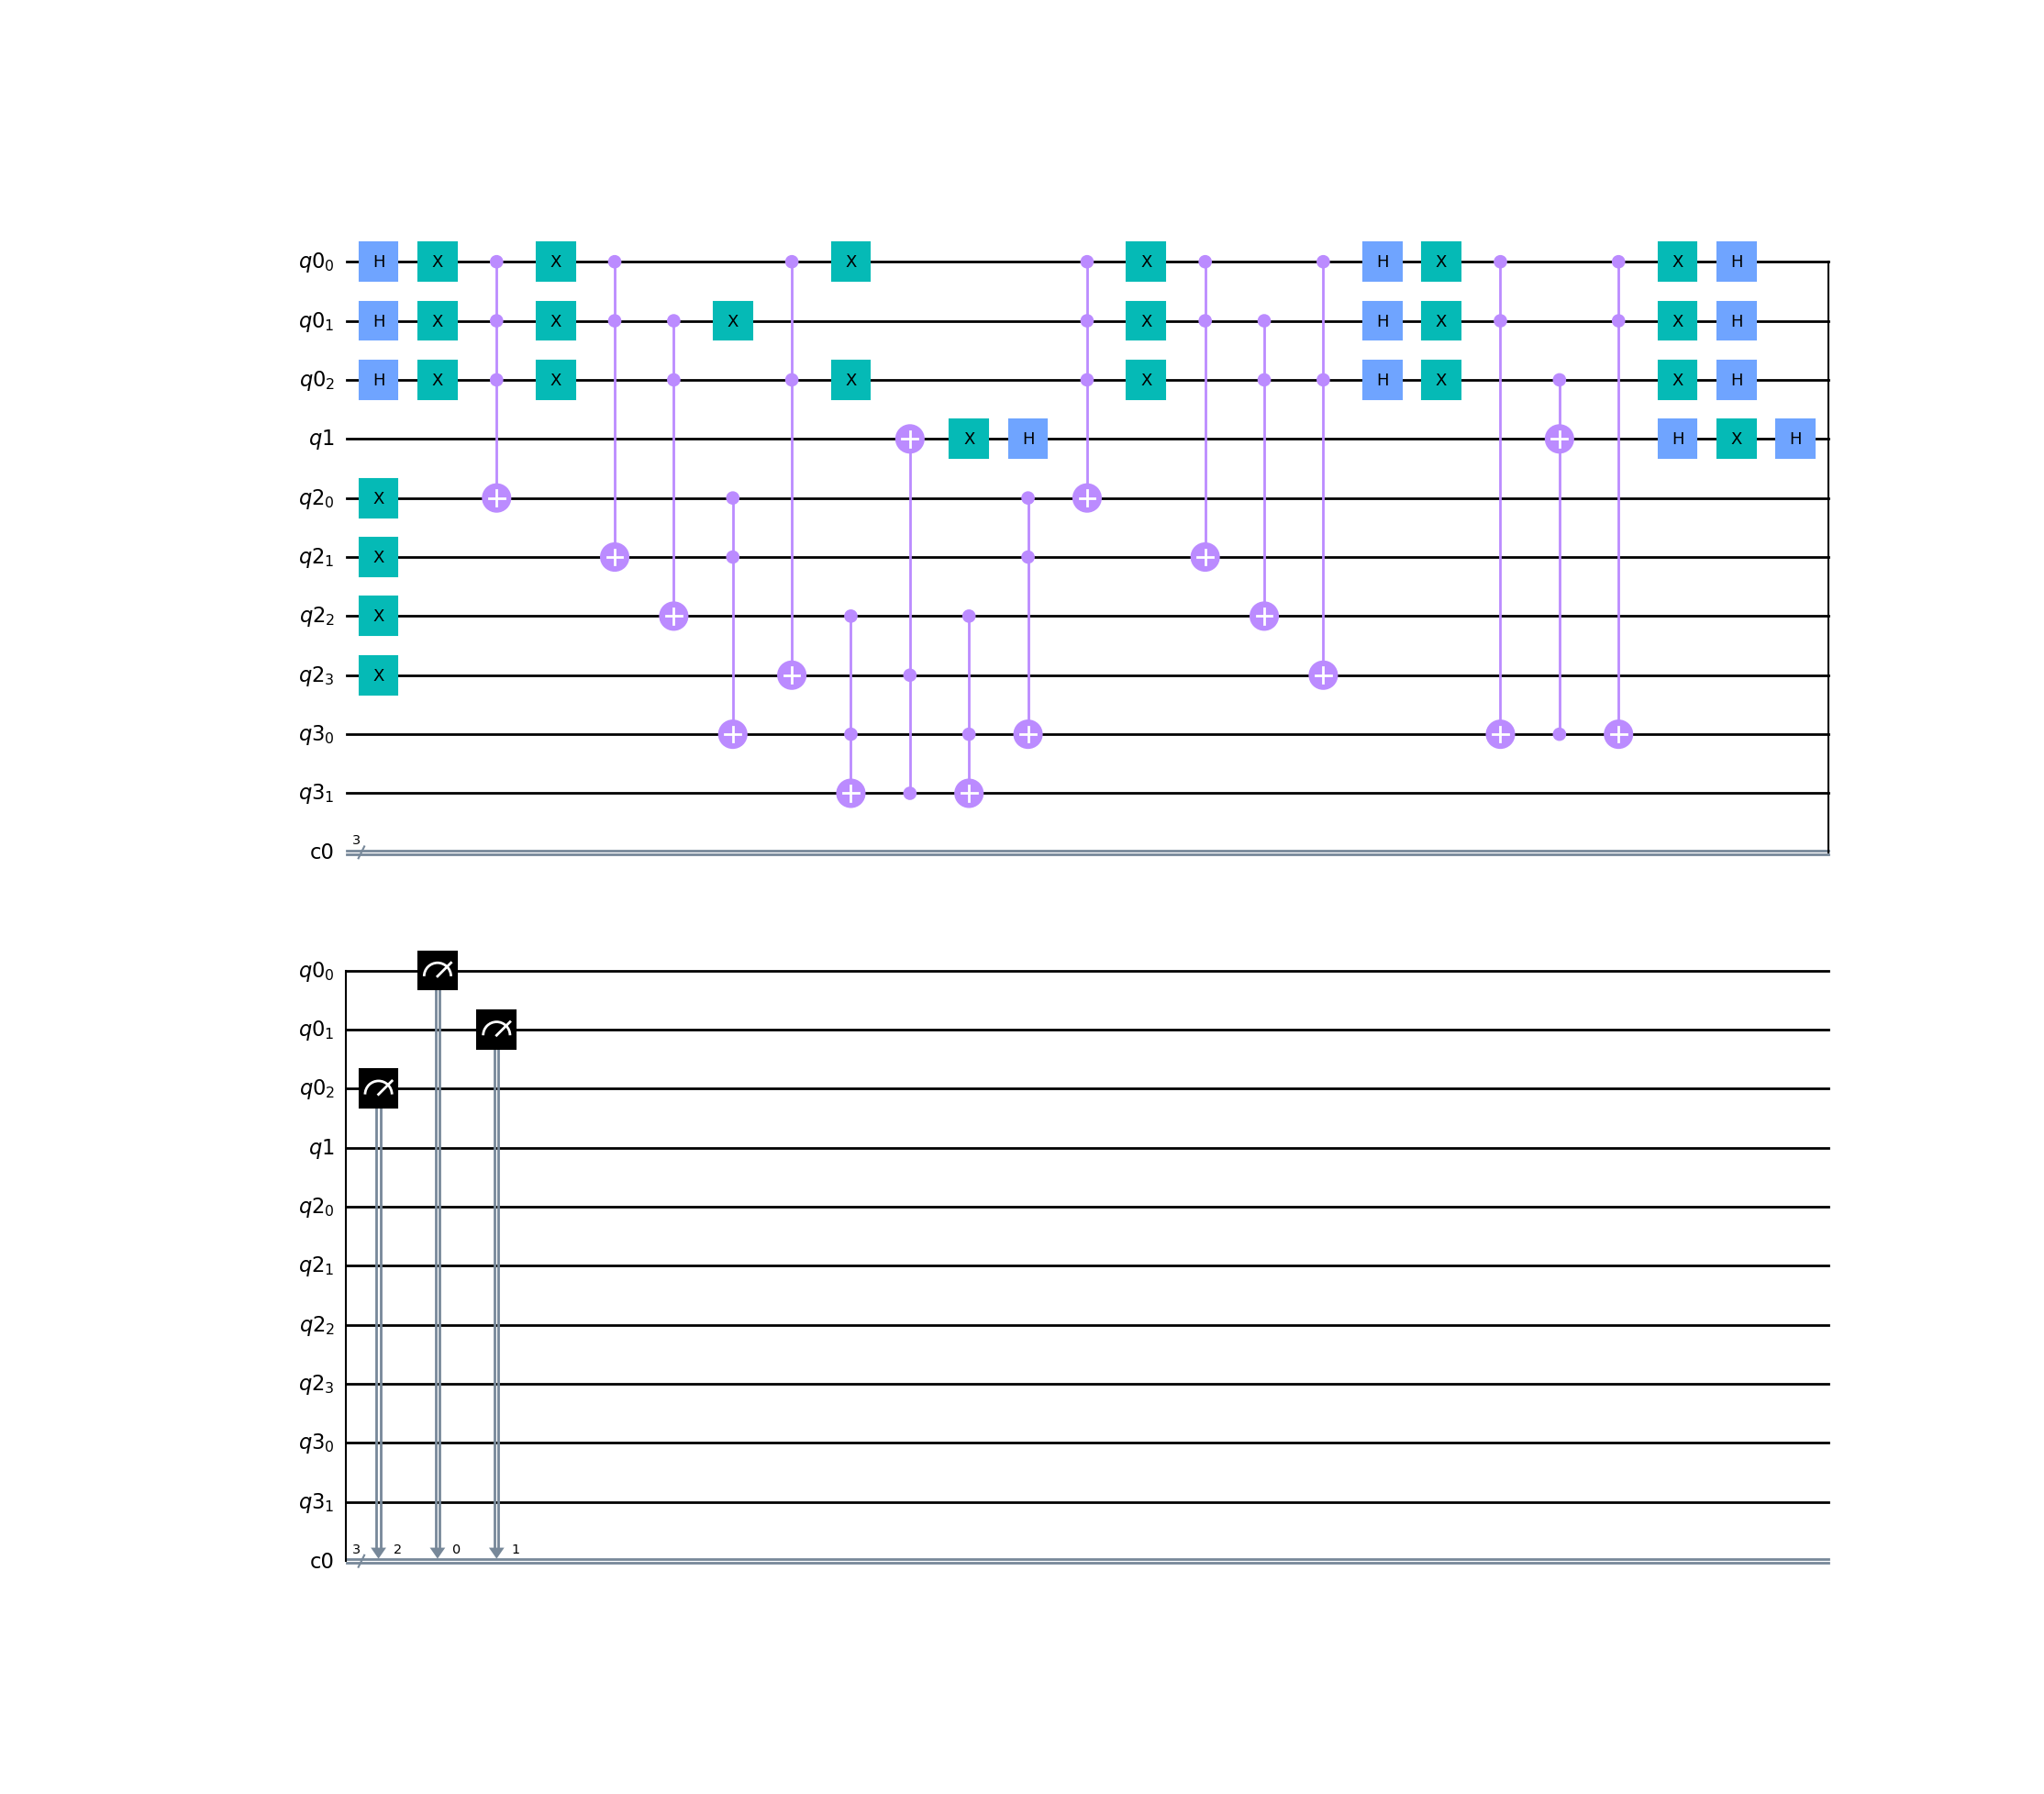 q0₀ H X X X X H X X H
q0₁ H X X X X H X X H
q0₂ H X X X X H X X H
q1 X H H X H
q2₀ X
q2₁ X
q2₂ X
q2₃ X
q3₀
q3₁
c0 3
q0₀
q0₁
q0₂
q1
q2₀
q2₁
q2₂
q2₃
q3₀
q3₁
c0 3 2 0 1